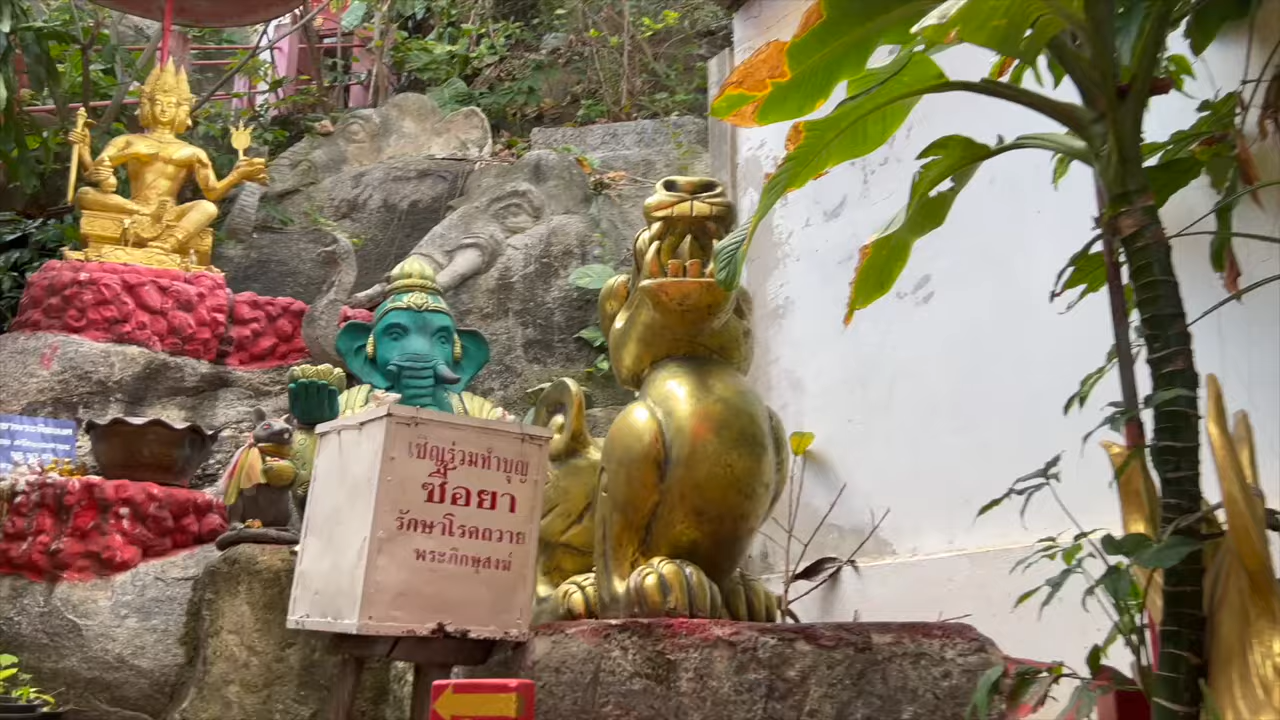 เชิญร่วมทำบุญ
ซื้อยา
รักษาโรคถวาย
พระภิกษุสงฆ์